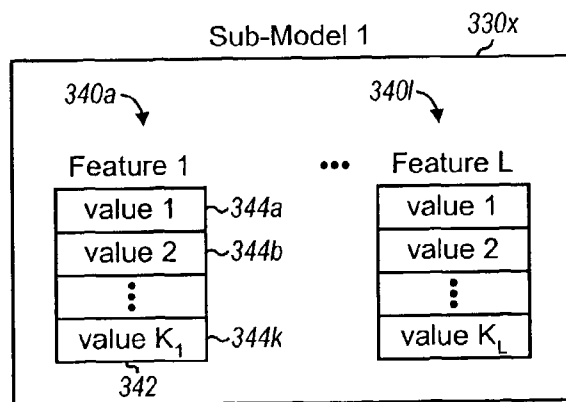 Sub-Model 1
330x
340a
340l
Feature 1 ••• Feature L
value 1
344a
value 1
value 2
344b
value 2
value K₁
344k
value K_L
342